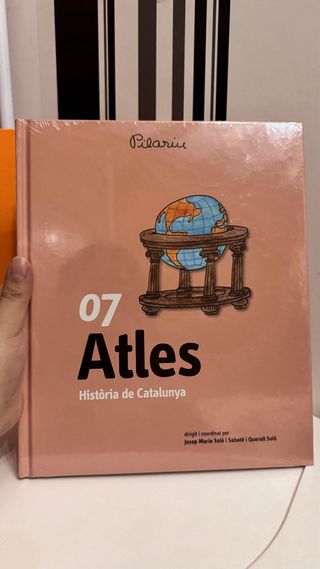 Pilarín
07
Atles
Història de Catalunya
dirigit i coordinat per
Josep Maria Solé i Sabaté i Queralt Solé